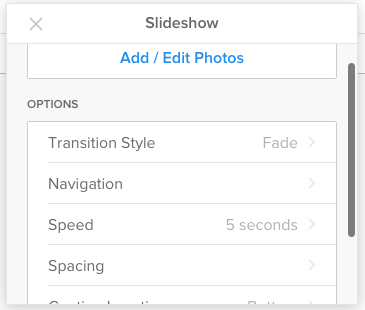 Slideshow
Add / Edit Photos
OPTIONS
Transition Style Fade
Navigation
Speed 5 seconds
Spacing